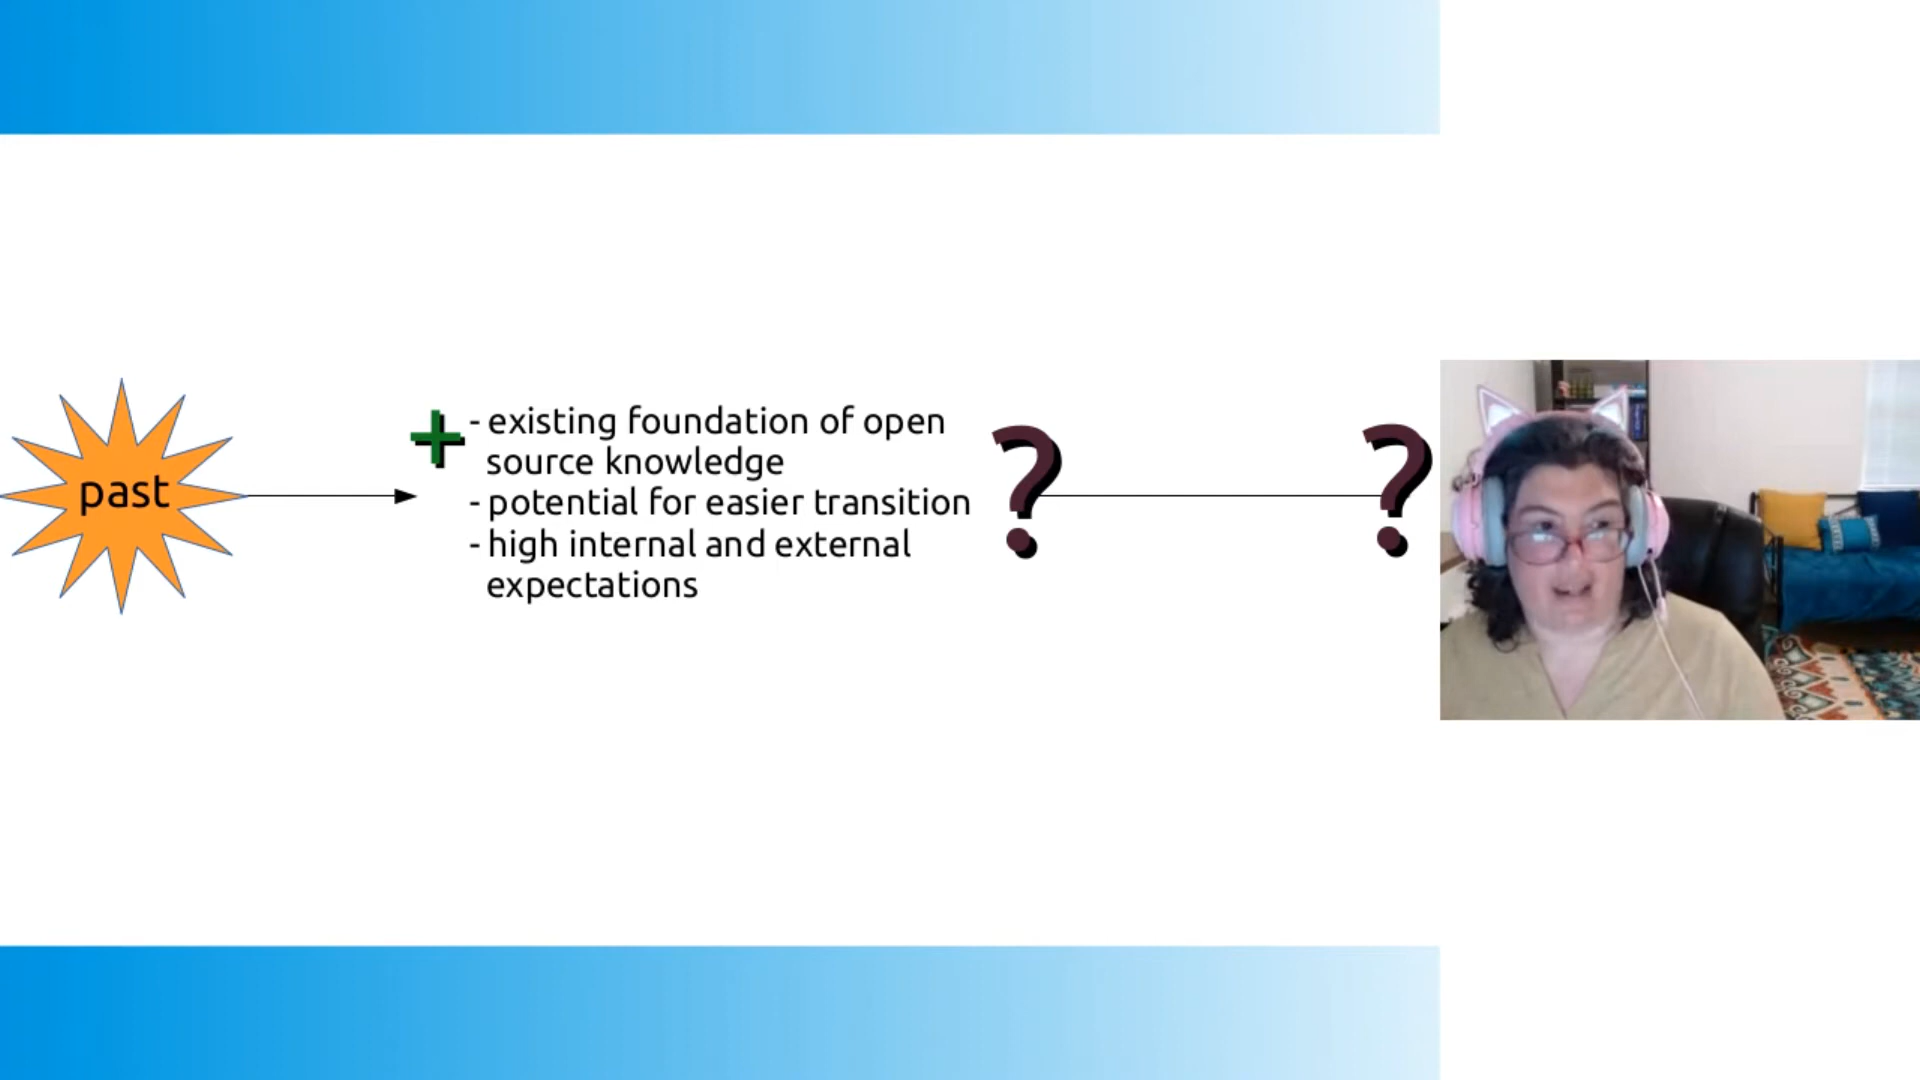 past
+
- existing foundation of open
source knowledge
- potential for easier transition
- high internal and external
expectations
?
?